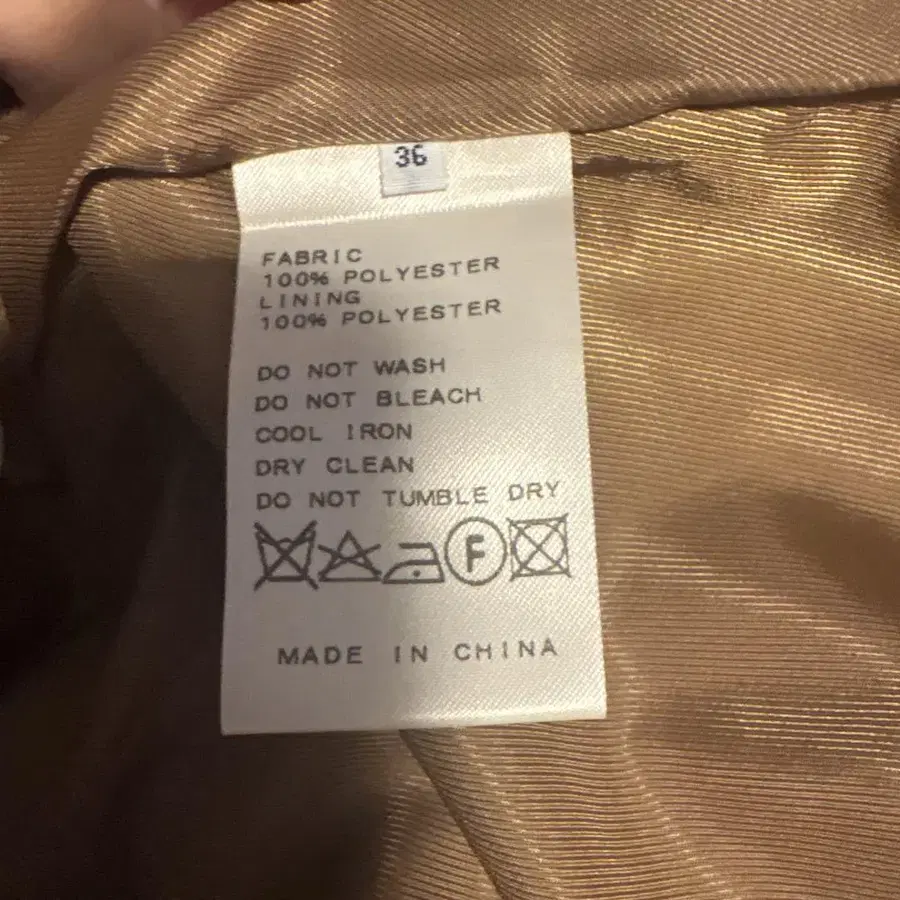 36
FABRIC
100% POLYESTER
LINING
100% POLYESTER
DO NOT WASH
DO NOT BLEACH
COOL IRON
DRY CLEAN
DO NOT TUMBLE DRY
F
MADE IN CHINA